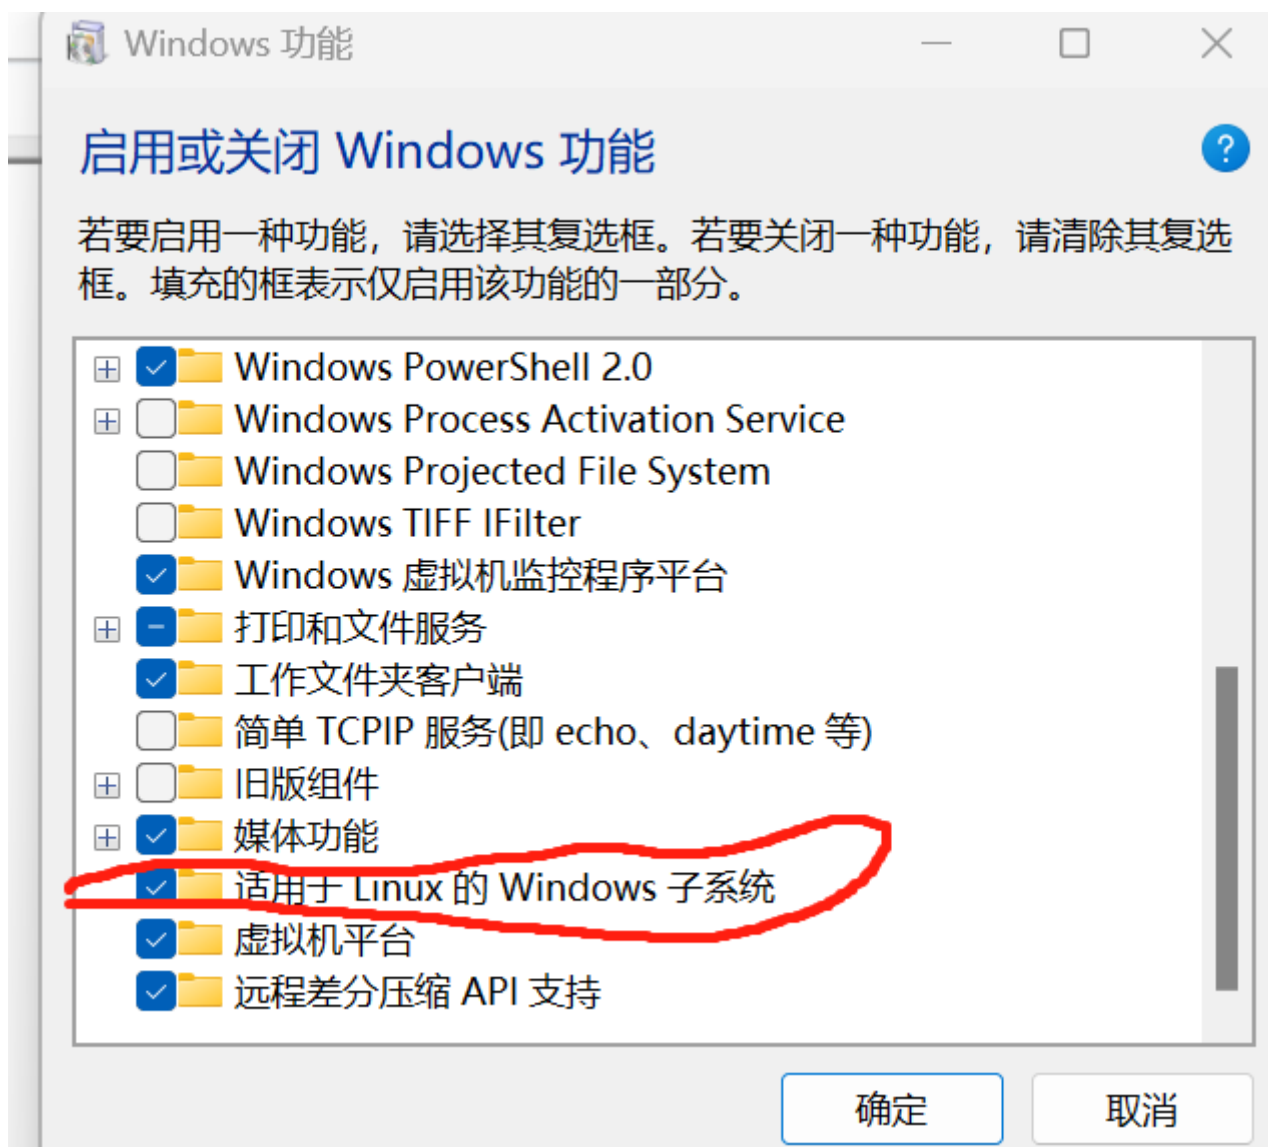 Windows 功能
启用或关闭 Windows 功能
若要启用一种功能，请选择其复选框。若要关闭一种功能，请清除其复选
框。填充的框表示仅启用该功能的一部分。
Windows PowerShell 2.0
Windows Process Activation Service
Windows Projected File System
Windows TIFF IFilter
Windows 虚拟机监控程序平台
打印和文件服务
工作文件夹客户端
简单 TCPIP 服务(即 echo、daytime 等)
旧版组件
媒体功能
适用于 Linux 的 Windows 子系统
虚拟机平台
远程差分压缩 API 支持
确定
取消